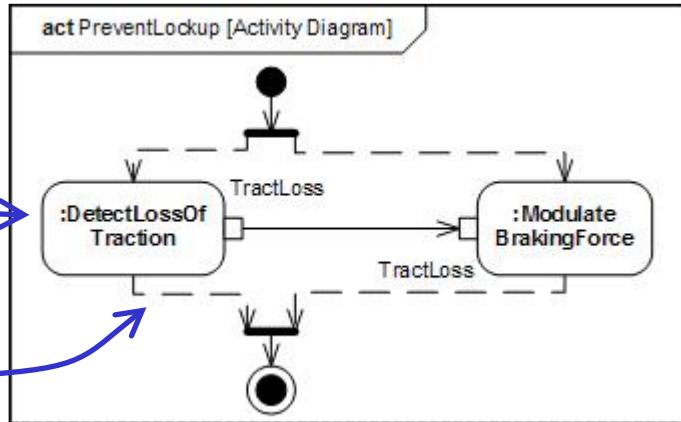 act PreventLockup [Activity Diagram]
TractLoss
:DetectLossOf
Traction
:Modulate
BrakingForce
TractLoss